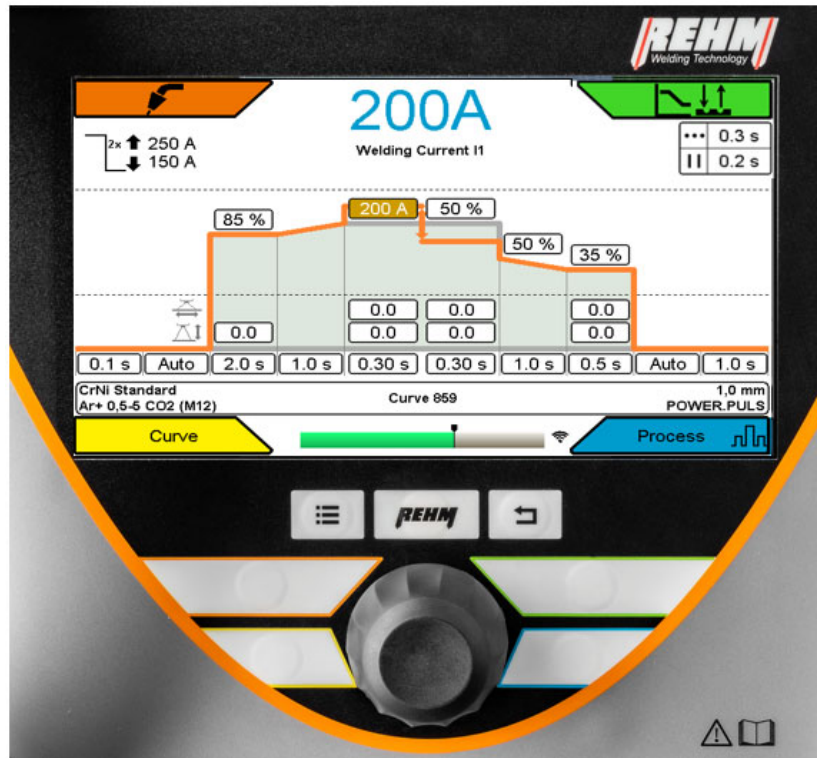 REHM
Welding Technology
200A
Welding Current I1
2x 250 A
150 A
0.3 s
0.2 s
85 %
200 A
50 %
50 %
35 %
0.0
0.0
0.0
0.0
0.0
0.0
0.0
0.1 s
Auto
2.0 s
1.0 s
0.30 s
0.30 s
1.0 s
0.5 s
Auto
1.0 s
CrNi Standard
Ar+ 0,5-5 CO2 (M12)
Curve 859
1,0 mm
POWER.PULS
Curve
Process
REHM